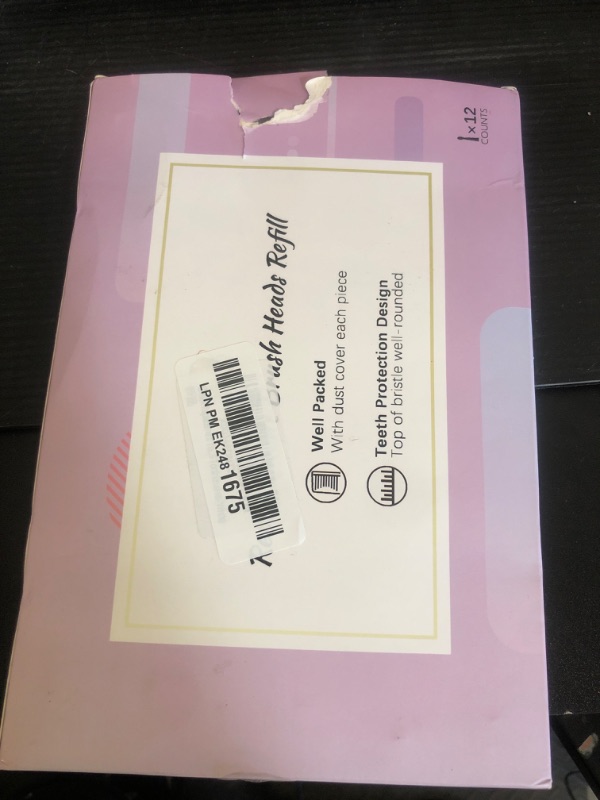 ×12
COUNTS
Brush Heads Refill
LPN PM EK248 1675
Well Packed
With dust cover each piece
Teeth Protection Design
Top of bristle well-rounded